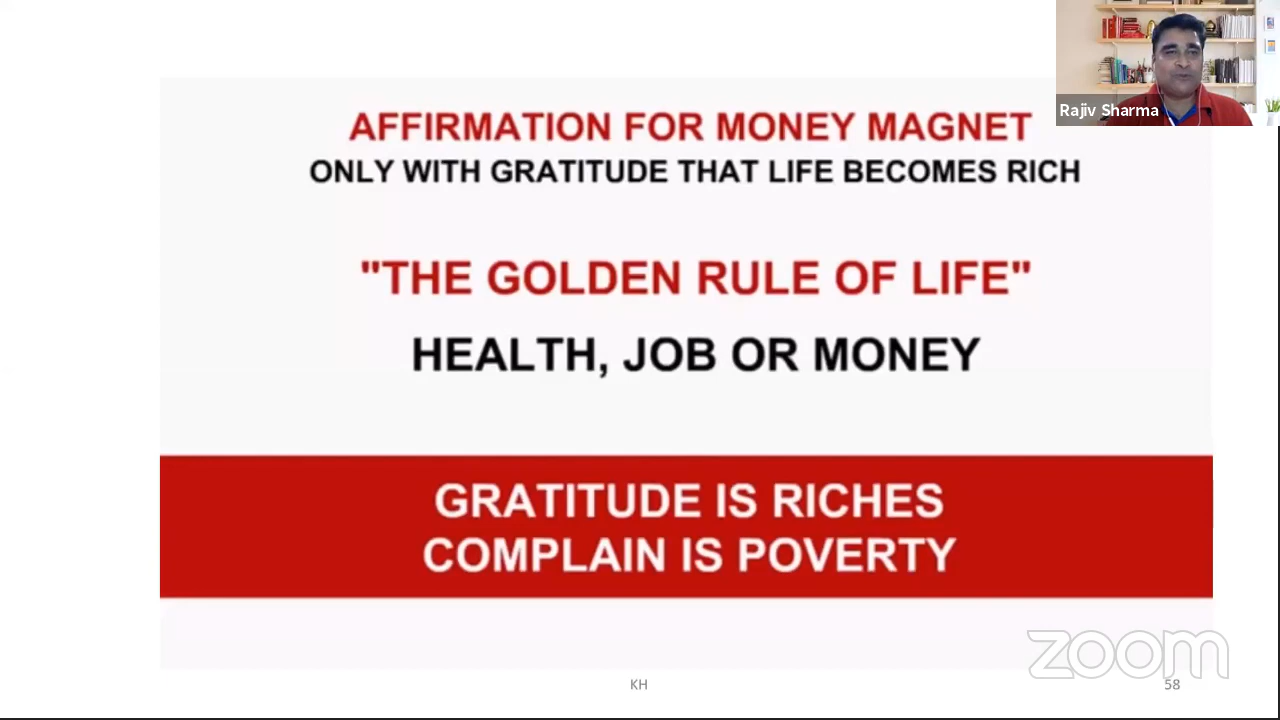 Rajiv Sharma
AFFIRMATION FOR MONEY MAGNET
ONLY WITH GRATITUDE THAT LIFE BECOMES RICH
"THE GOLDEN RULE OF LIFE"
HEALTH, JOB OR MONEY
GRATITUDE IS RICHES
COMPLAIN IS POVERTY
zoom
KH
58